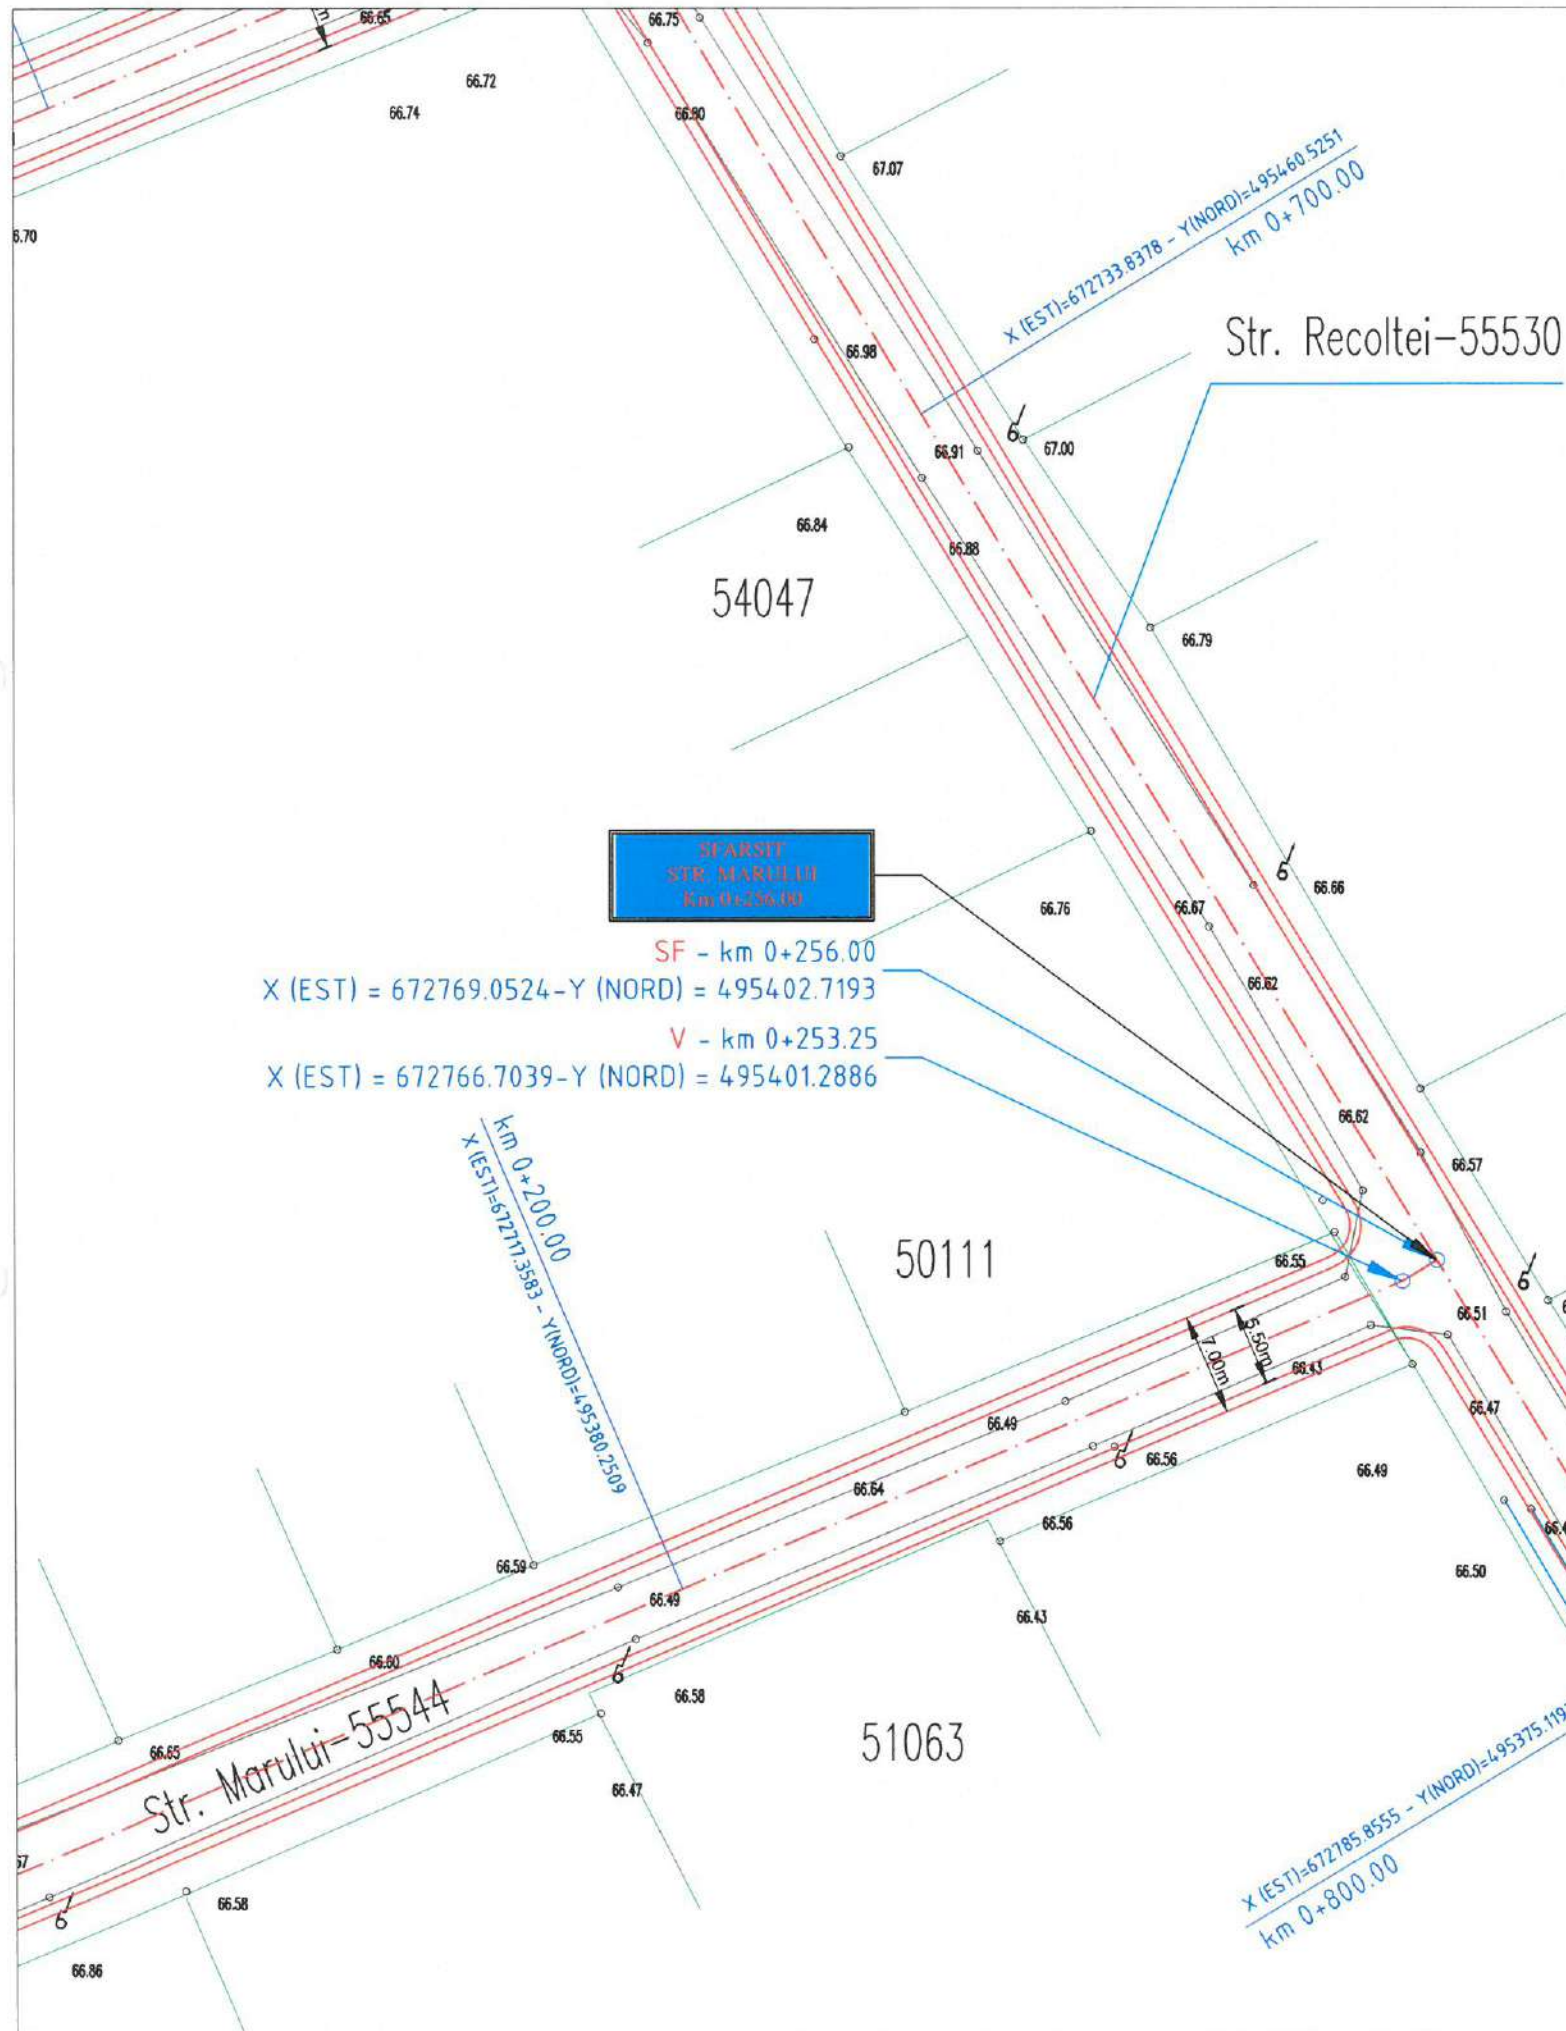 66.65
66.75
66.72
66.74
66.80
67.07
X (EST)=672733.8378 - Y(NORD)=495460.5251
km 0+700.00
Str. Recoltei-55530
66.98
66.91
67.00
66.84
66.88
54047
66.79
SFARSIT
STR. MARULUI
Km 0+256.00
66.66
66.76
66.67
SF - km 0+256.00
X (EST) = 672769.0524-Y (NORD) = 495402.7193
66.62
V - km 0+253.25
X (EST) = 672766.7039-Y (NORD) = 495401.2886
66.62
km 0+200.00
X (EST)=672717.3583 - Y(NORD)=495380.2509
66.57
50111
66.55
66.51
5.50m
7.00m
66.43
66.47
66.49
66.56
66.49
66.64
66.56
66.59
66.50
66.49
66.43
66.60
66.58
66.55
66.65
Str. Marului-55544
51063
66.47
X (EST)=672785.8555 - Y(NORD)=495375.119
km 0+800.00
66.58
66.86